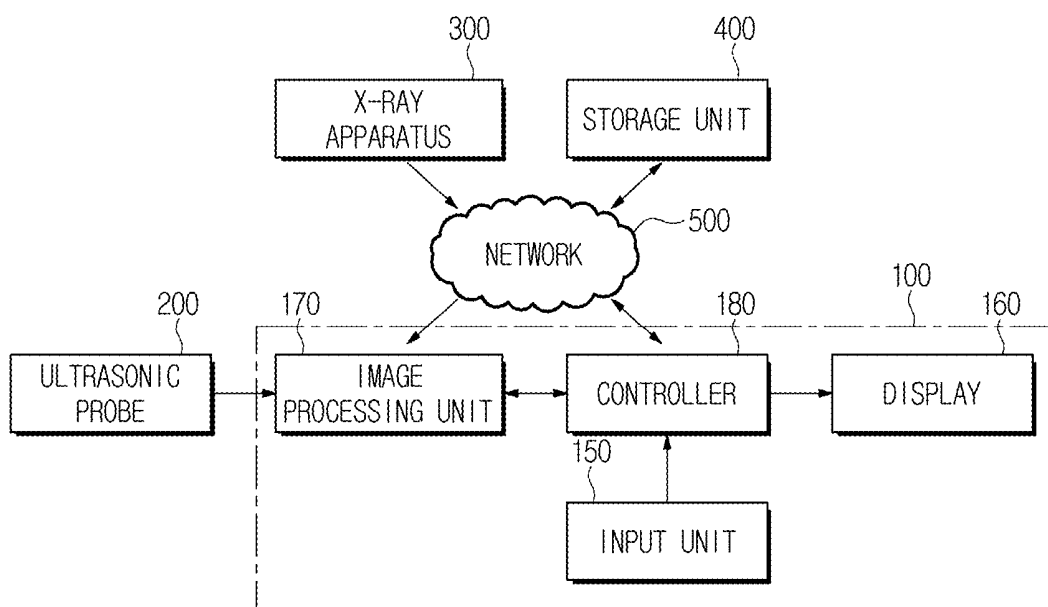 300
400
X-RAY
APPARATUS
STORAGE UNIT
500
NETWORK
200
170
180
100
160
ULTRASONIC
PROBE
IMAGE
PROCESSING UNIT
CONTROLLER
DISPLAY
150
INPUT UNIT